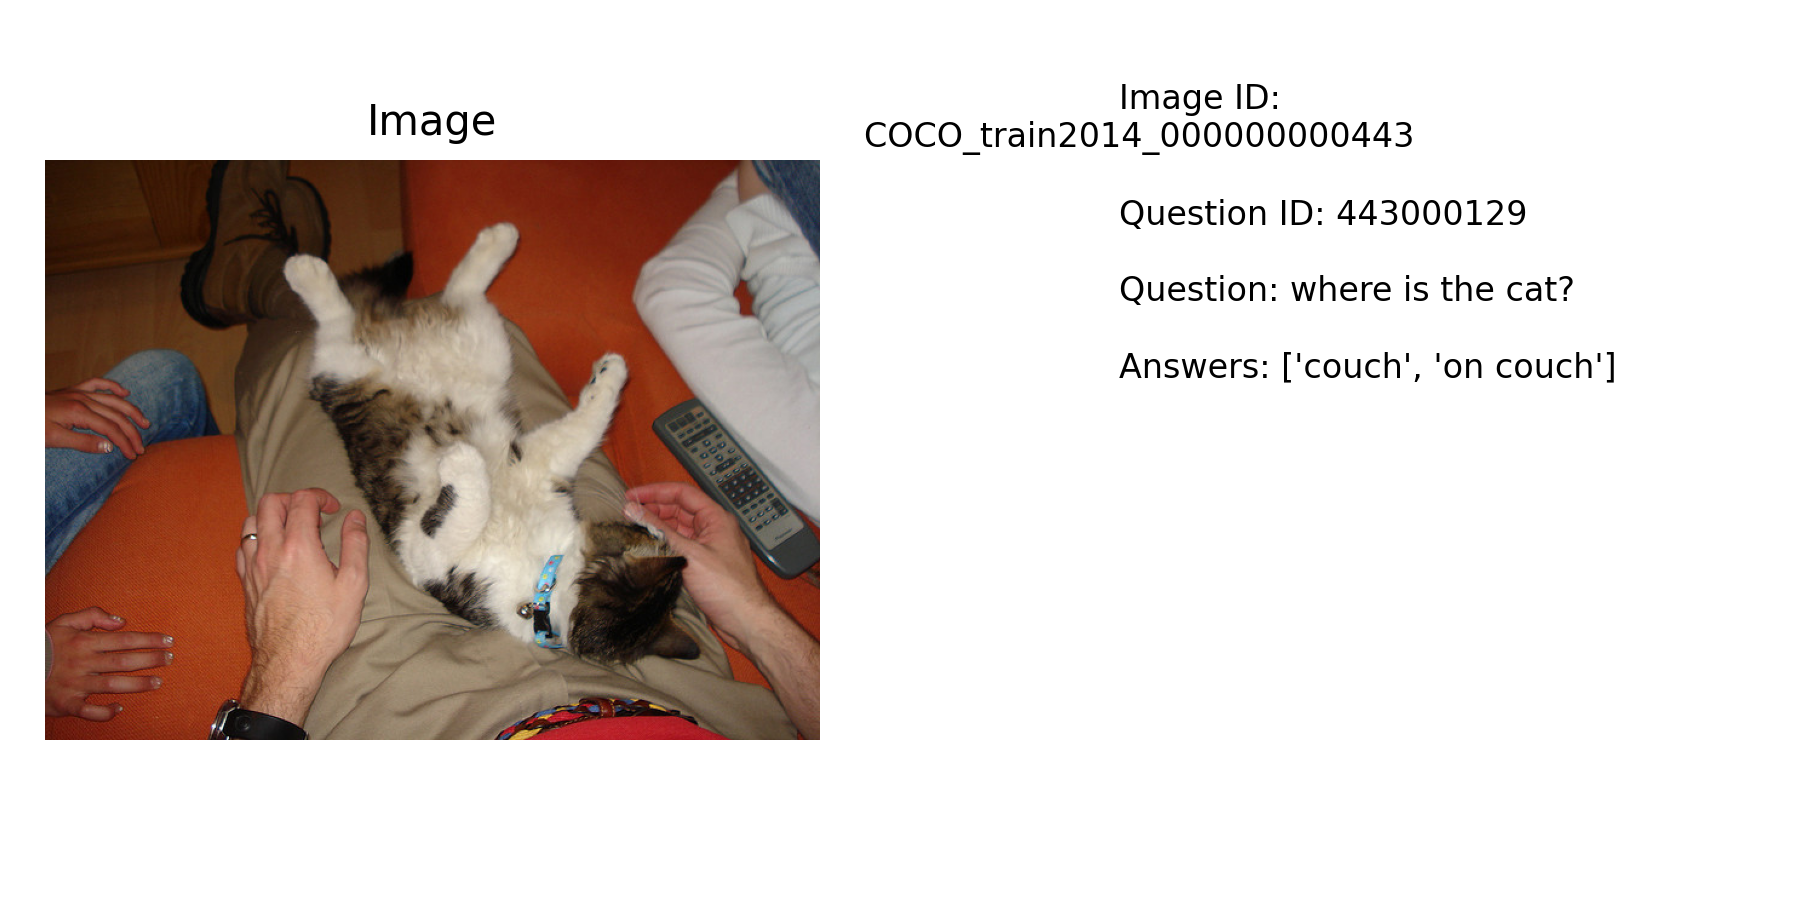 Image
Image ID:
COCO_train2014_000000000443
Question ID: 443000129
Question: where is the cat?
Answers: ['couch', 'on couch']